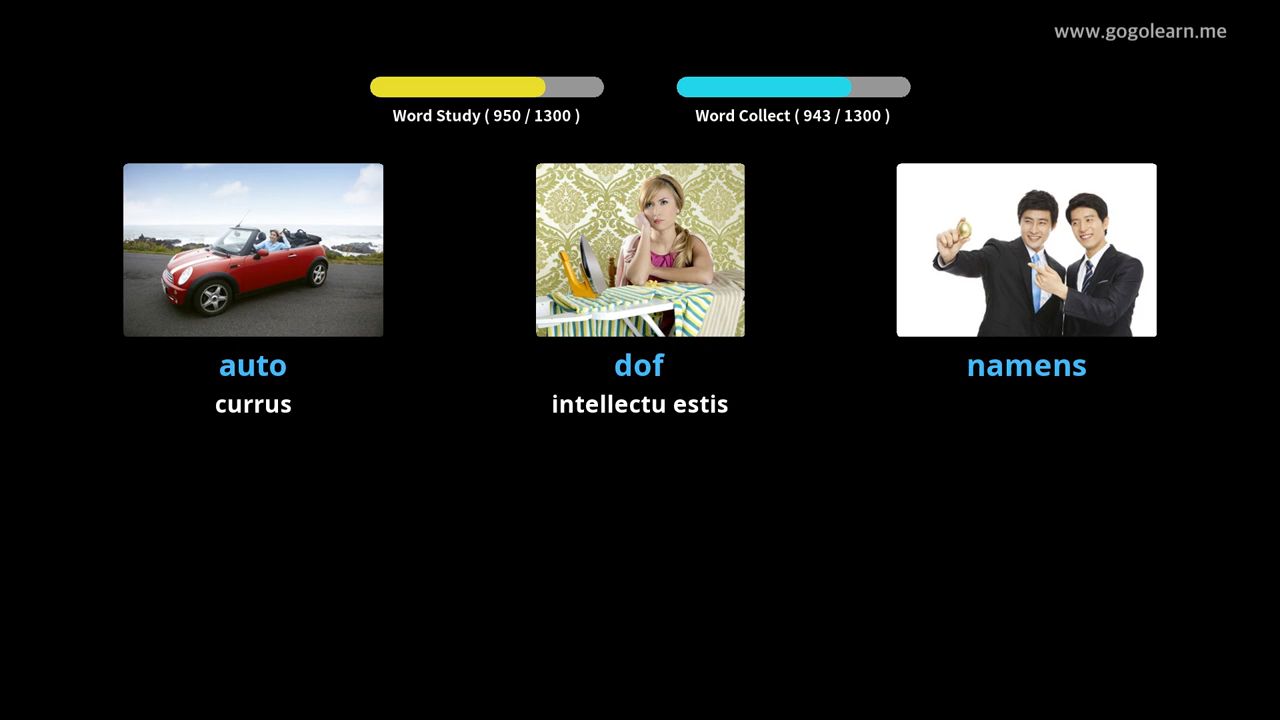 www.gogolearn.me
Word Study ( 950 / 1300 )
Word Collect ( 943 / 1300 )
auto
dof
namens
currus
intellectu estis